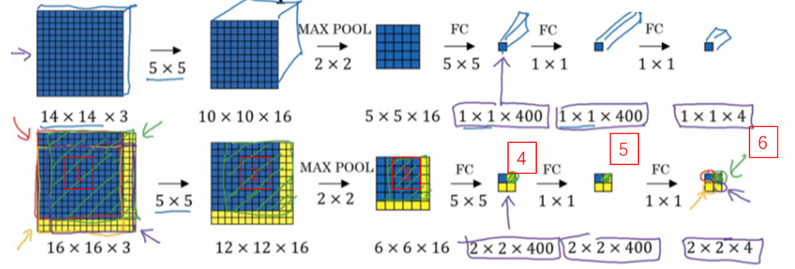 MAX POOL FC FC FC
5 × 5 2 × 2 5 × 5 1 × 1 1 × 1
14 × 14 × 3 10 × 10 × 16 5 × 5 × 16 1 × 1 × 400 1 × 1 × 400 1 × 1 × 4
4 5 6
1 2 3
MAX POOL FC FC FC
5 × 5 2 × 2 5 × 5 1 × 1 1 × 1
16 × 16 × 3 12 × 12 × 16 6 × 6 × 16 2 × 2 × 400 2 × 2 × 400 2 × 2 × 4